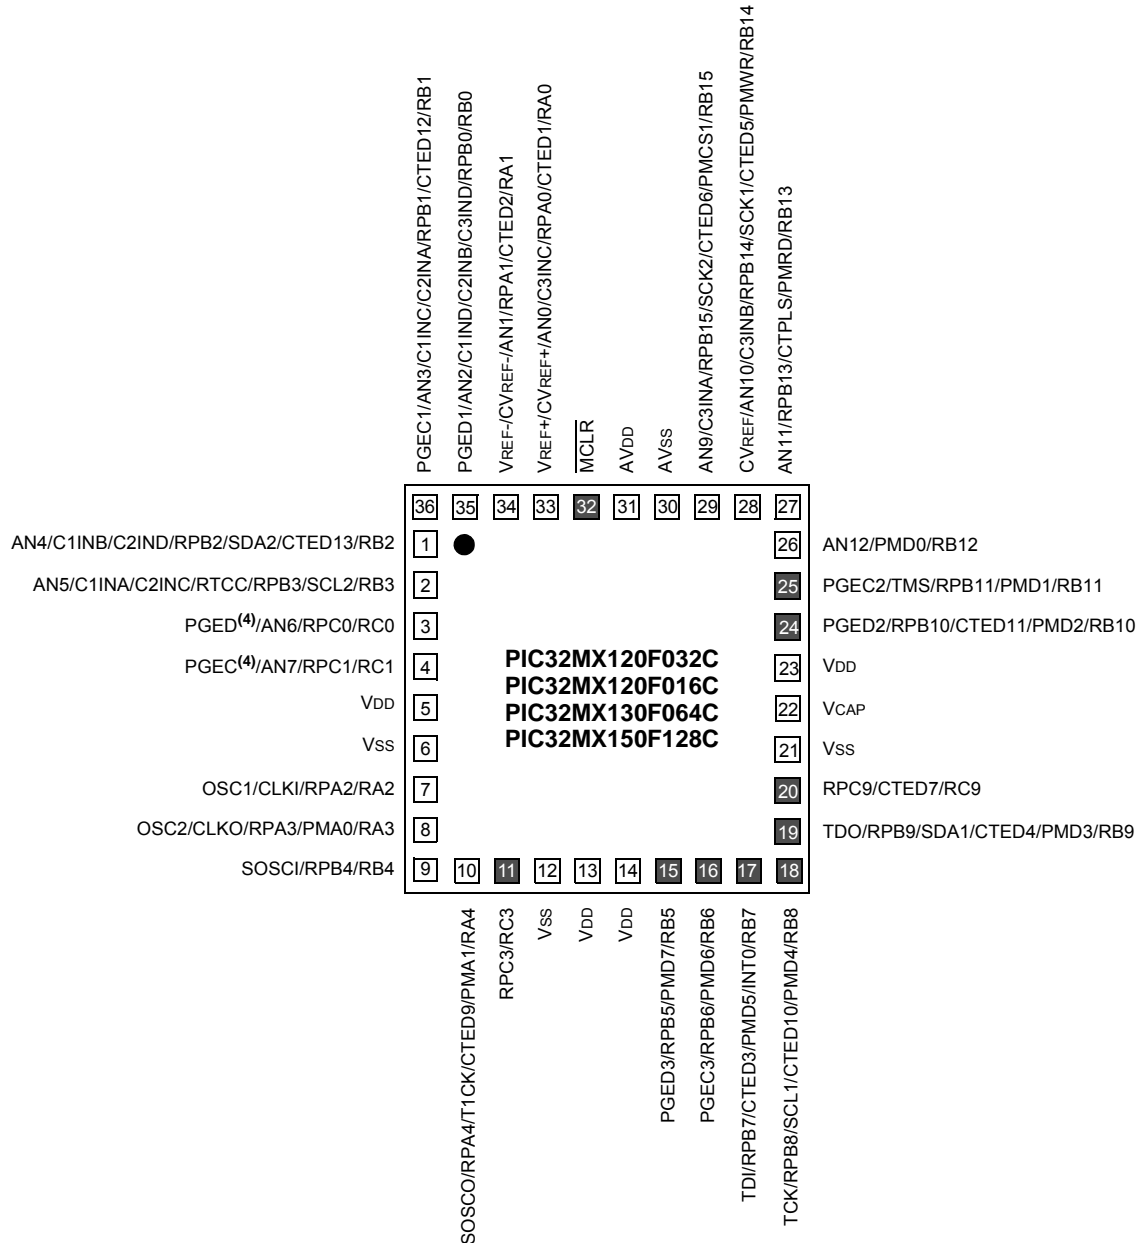 PGEC1/AN3/C1INC/C2INA/RPB1/CTED12/RB1
PGED1/AN2/C1IND/C2INB/C3IND/RPB0/RB0
VREF-/CVREF-/AN1/RPA1/CTED2/RA1
VREF+/CVREF+/AN0/C3INC/RPA0/CTED1/RA0
MCLR
AVDD
AVSS
AN9/C3INA/RPB15/SCK2/CTED6/PMCS1/RB15
CVREF/AN10/C3INB/RPB14/SCK1/CTED5/PMWR/RB14
AN11/RPB13/CTPLS/PMRD/RB13
36 35 34 33 32 31 30 29 28 27
AN4/C1INB/C2IND/RPB2/SDA2/CTED13/RB2 1
AN5/C1INA/C2INC/RTCC/RPB3/SCL2/RB3 2
PGED(4)/AN6/RPC0/RC0 3
PGEC(4)/AN7/RPC1/RC1 4
VDD 5
VSS 6
OSC1/CLKI/RPA2/RA2 7
OSC2/CLKO/RPA3/PMA0/RA3 8
SOSCI/RPB4/RB4 9
PIC32MX120F032C
PIC32MX120F016C
PIC32MX130F064C
PIC32MX150F128C
26 AN12/PMD0/RB12
25 PGEC2/TMS/RPB11/PMD1/RB11
24 PGED2/RPB10/CTED11/PMD2/RB10
23 VDD
22 VCAP
21 VSS
20 RPC9/CTED7/RC9
19 TDO/RPB9/SDA1/CTED4/PMD3/RB9
10 11 12 13 14 15 16 17 18
SOSCO/RPA4/T1CK/CTED9/PMA1/RA4
RPC3/RC3
VSS
VDD
VDD
PGED3/RPB5/PMD7/RB5
PGEC3/RPB6/PMD6/RB6
TDI/RPB7/CTED3/PMD5/INT0/RB7
TCK/RPB8/SCL1/CTED10/PMD4/RB8